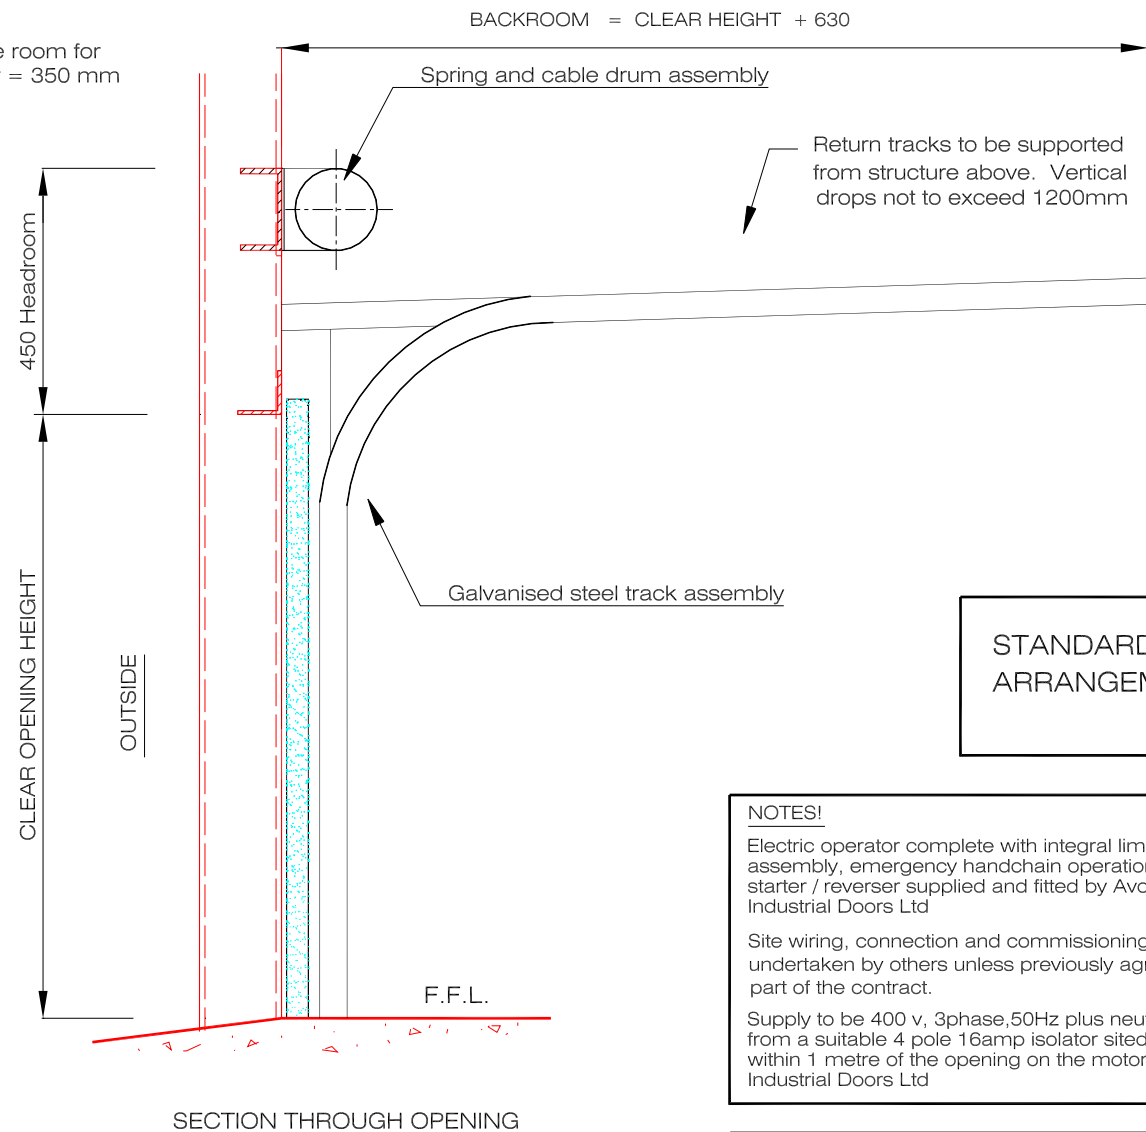 BACKROOM = CLEAR HEIGHT + 630
room for
= 350 mm
Spring and cable drum assembly
Return tracks to be supported
from structure above. Vertical
drops not to exceed 1200mm
450 Headroom
Galvanised steel track assembly
CLEAR OPENING HEIGHT
OUTSIDE
STANDARD
NOTES!
Electric operator complete with integral
assembly, emergency handchain
starter / reverser supplied and fitted by
Industrial Doors Ltd
Site wiring, connection and commissioning
undertaken by others unless previously
part of the contract.
Supply to be 400 v, 3phase,50Hz plus
from a suitable 4 pole 16amp isolator sited
within 1 metre of the opening on the motor
Industrial Doors Ltd
F.F.L.
SECTION THROUGH OPENING